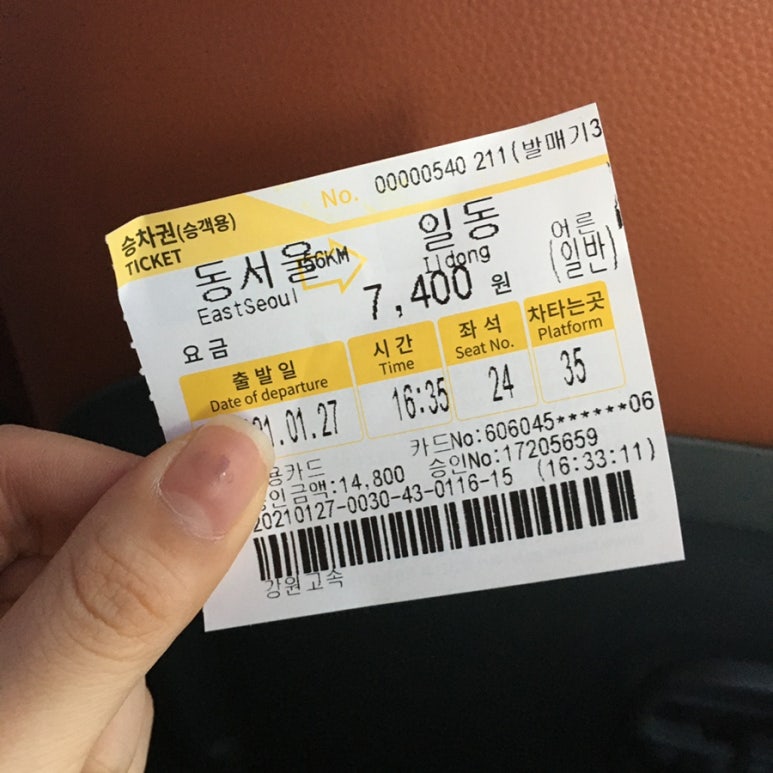 No. 00000540 211(발매기3
승차권(승객용)
TICKET
동서울 56KM 일동 어른
EastSeoul Ildong (일반)
요금 7,400 원
출발일 시간 좌석 차타는곳
Date of departure Time Seat No. Platform
.01.27 16:35 24 35
카드 카드No:606045******06
금액:14,800 승인No:17205659
20210127-0030-43-0116-15 (16:33:11)
강원고속